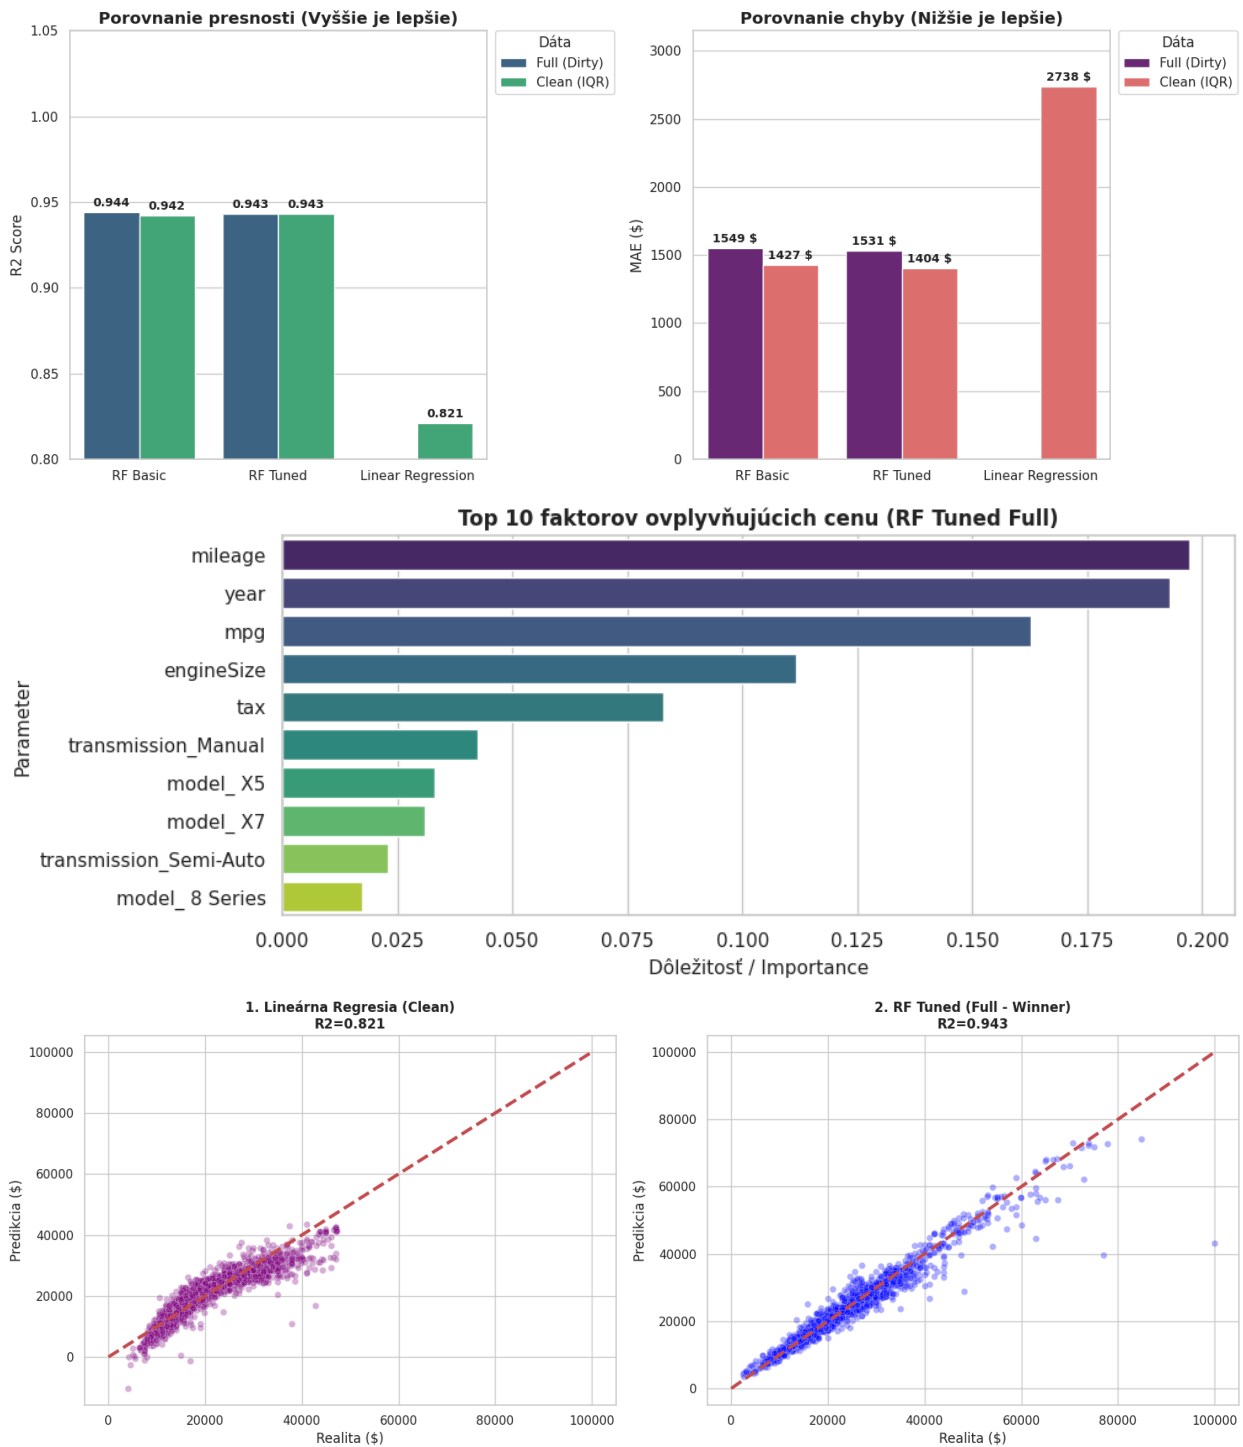 Porovnanie presnosti (Vyššie je lepšie)
1.05
1.00
0.95
0.90
0.85
0.80
R2 Score
0.944
0.942
0.943
0.943
0.821
RF Basic
RF Tuned
Linear Regression
Dáta
Full (Dirty)
Clean (IQR)
Porovnanie chyby (Nižšie je lepšie)
3000
2500
2000
1500
1000
500
0
MAE ($)
1549 $
1427 $
1531 $
1404 $
2738 $
RF Basic
RF Tuned
Linear Regression
Dáta
Full (Dirty)
Clean (IQR)
Top 10 faktorov ovplyvňujúcich cenu (RF Tuned Full)
Parameter
mileage
year
mpg
engineSize
tax
transmission_Manual
model_ X5
model_ X7
transmission_Semi-Auto
model_ 8 Series
0.000
0.025
0.050
0.075
0.100
0.125
0.150
0.175
0.200
Dôležitosť / Importance
1. Lineárna Regresia (Clean)
R2=0.821
100000
80000
60000
40000
20000
0
Predikcia ($)
0
20000
40000
60000
80000
100000
Realita ($)
2. RF Tuned (Full - Winner)
R2=0.943
100000
80000
60000
40000
20000
0
Predikcia ($)
0
20000
40000
60000
80000
100000
Realita ($)